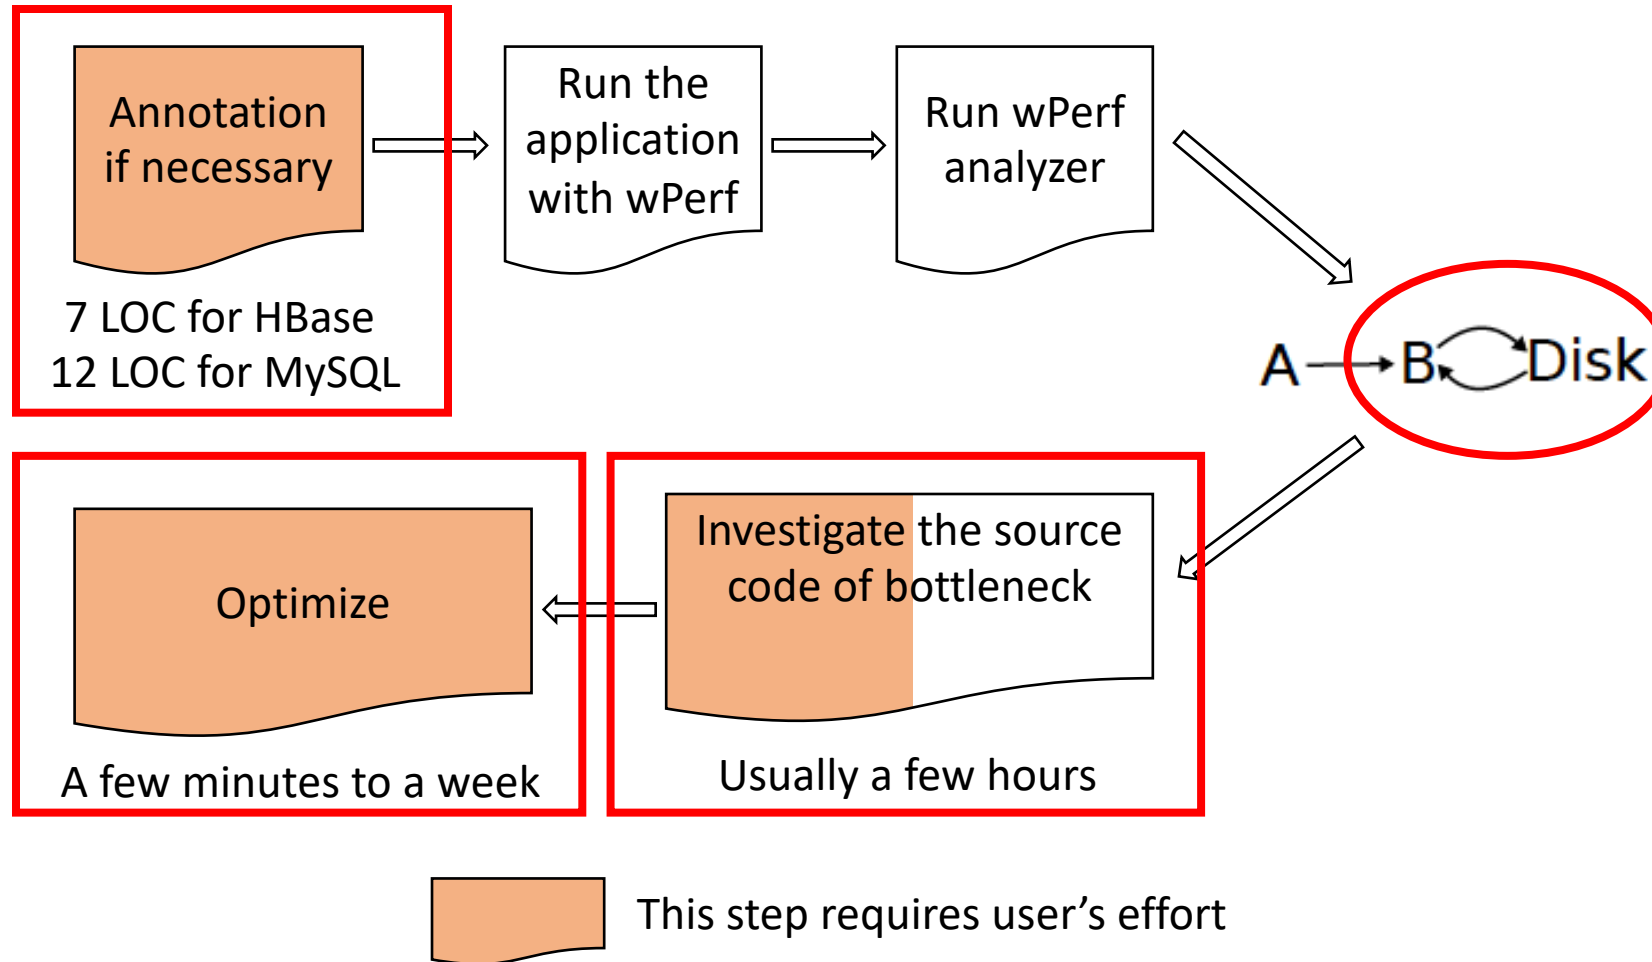 Annotation
if necessary
7 LOC for HBase
12 LOC for MySQL
Run the
application
with wPerf
Run wPerf
analyzer
A B Disk
Investigate the source
code of bottleneck
Usually a few hours
Optimize
A few minutes to a week
This step requires user’s effort